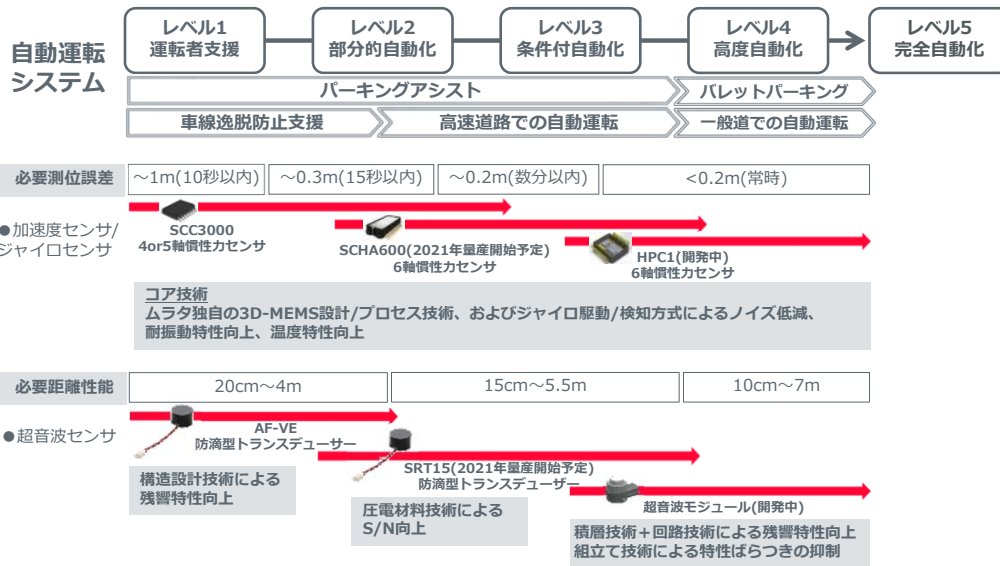 自動運転
システム
レベル1
運転者支援
レベル2
部分的自動化
レベル3
条件付自動化
レベル4
高度自動化
レベル5
完全自動化
パーキングアシスト
バレットパーキング
車線逸脱防止支援
高速道路での自動運転
一般道での自動運転
必要測位誤差
～1m(10秒以内)
～0.3m(15秒以内)
～0.2m(数分以内)
<0.2m(常時)
●加速度センサ/
ジャイロセンサ
SCC3000
4or5軸慣性力センサ
SCHA600(2021年量産開始予定)
6軸慣性力センサ
HPC1(開発中)
6軸慣性力センサ
コア技術
ムラタ独自の3D-MEMS設計/プロセス技術、およびジャイロ駆動/検知方式によるノイズ低減、
耐振動特性向上、温度特性向上
必要距離性能
20cm～4m
15cm～5.5m
10cm～7m
●超音波センサ
AF-VE
防滴型トランスデューサー
SRT15(2021年量産開始予定)
防滴型トランスデューザー
超音波モジュール(開発中)
構造設計技術による
残響特性向上
圧電材料技術による
S/N向上
積層技術＋回路技術による残響特性向上
組立て技術による特性ばらつきの抑制